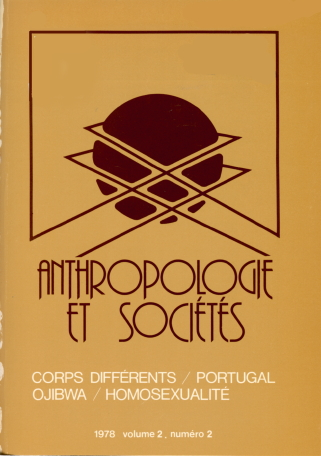 ANTHROPOLOGIE
ET SOCIÉTÉS
CORPS DIFFÉRENTS / PORTUGAL
OJIBWA / HOMOSEXUALITÉ
1978 volume 2, numéro 2